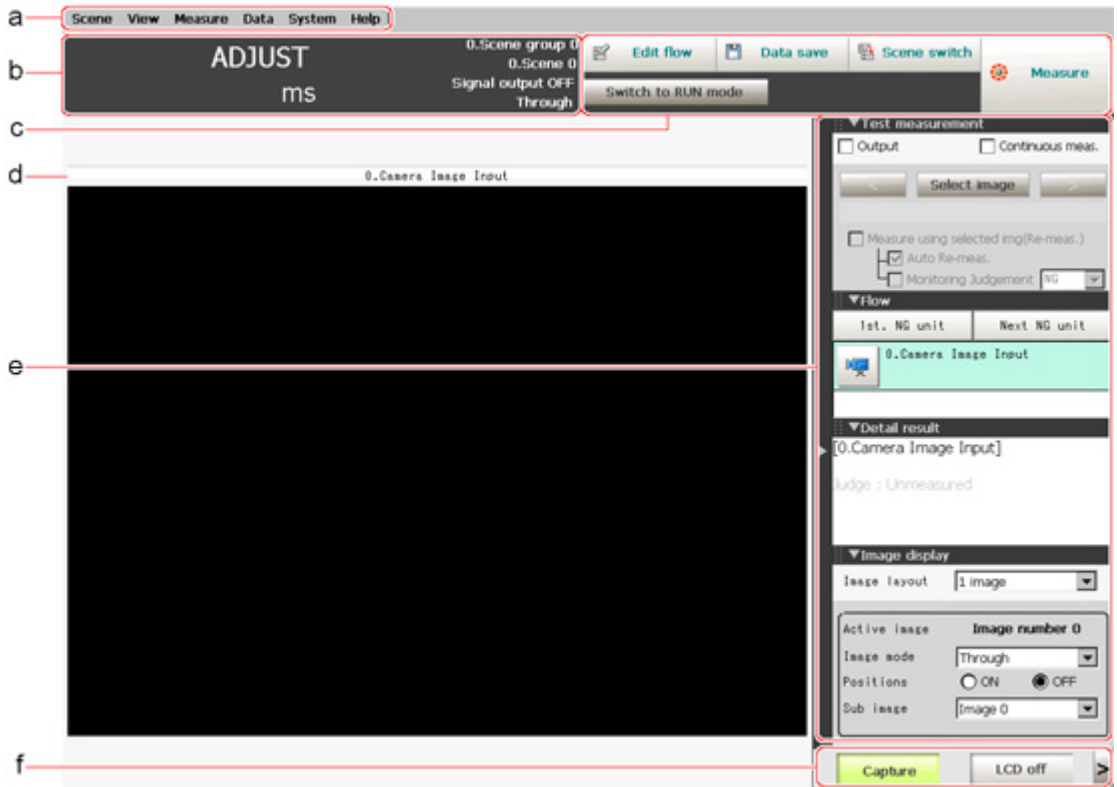 a
Scene View Measure Data System Help
b
ADJUST
ms
0.Scene group 0
0.Scene 0
Signal output OFF
Through
Edit flow
Data save
Scene switch
Measure
Switch to RUN mode
c
d
0.Camera Image Input
▼Test measurement
Output
Continuous meas.
<
Select image
>
Measure using selected img(Re-meas.)
Auto Re-meas.
Monitoring Judgement NG
▼Flow
1st. NG unit
Next NG unit
e
0.Camera Image Input
▼Detail result
[0.Camera Image Input]
Judge : Unmeasured
▼Image display
Image layout 1 image
Active image Image number 0
Image mode Through
Positions ON OFF
Sub image Image 0
f
Capture
LCD off
>